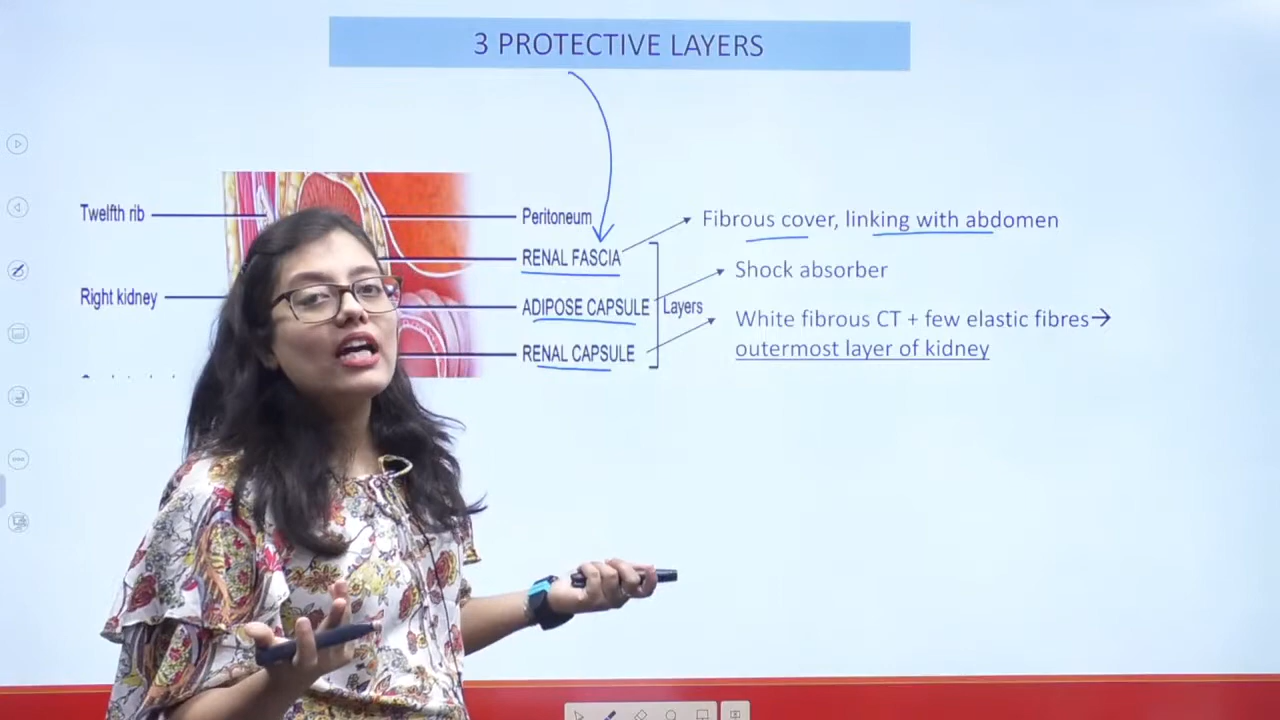 3 PROTECTIVE LAYERS
Twelfth rib
Peritoneum
Fibrous cover, linking with abdomen
RENAL FASCIA
Shock absorber
Right kidney
ADIPOSE CAPSULE
Layers
White fibrous CT + few elastic fibres→
outermost layer of kidney
RENAL CAPSULE